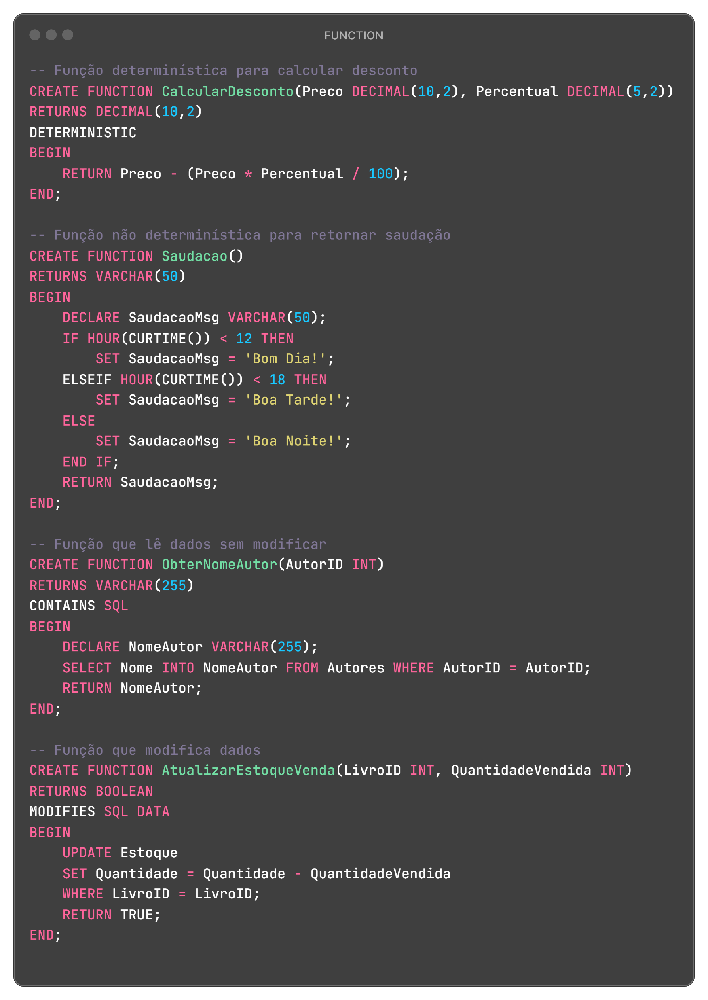 FUNCTION
-- Função determinística para calcular desconto
CREATE FUNCTION CalcularDesconto(Preco DECIMAL(10,2), Percentual DECIMAL(5,2))
RETURNS DECIMAL(10,2)
DETERMINISTIC
BEGIN
    RETURN Preco - (Preco * Percentual / 100);
END;

-- Função não determinística para retornar saudação
CREATE FUNCTION Saudacao()
RETURNS VARCHAR(50)
BEGIN
    DECLARE SaudacaoMsg VARCHAR(50);
    IF HOUR(CURTIME()) < 12 THEN
        SET SaudacaoMsg = 'Bom Dia!';
    ELSEIF HOUR(CURTIME()) < 18 THEN
        SET SaudacaoMsg = 'Boa Tarde!';
    ELSE
        SET SaudacaoMsg = 'Boa Noite!';
    END IF;
    RETURN SaudacaoMsg;
END;

-- Função que lê dados sem modificar
CREATE FUNCTION ObterNomeAutor(AutorID INT)
RETURNS VARCHAR(255)
CONTAINS SQL
BEGIN
    DECLARE NomeAutor VARCHAR(255);
    SELECT Nome INTO NomeAutor FROM Autores WHERE AutorID = AutorID;
    RETURN NomeAutor;
END;

-- Função que modifica dados
CREATE FUNCTION AtualizarEstoqueVenda(LivroID INT, QuantidadeVendida INT)
RETURNS BOOLEAN
MODIFIES SQL DATA
BEGIN
    UPDATE Estoque
    SET Quantidade = Quantidade - QuantidadeVendida
    WHERE LivroID = LivroID;
    RETURN TRUE;
END;